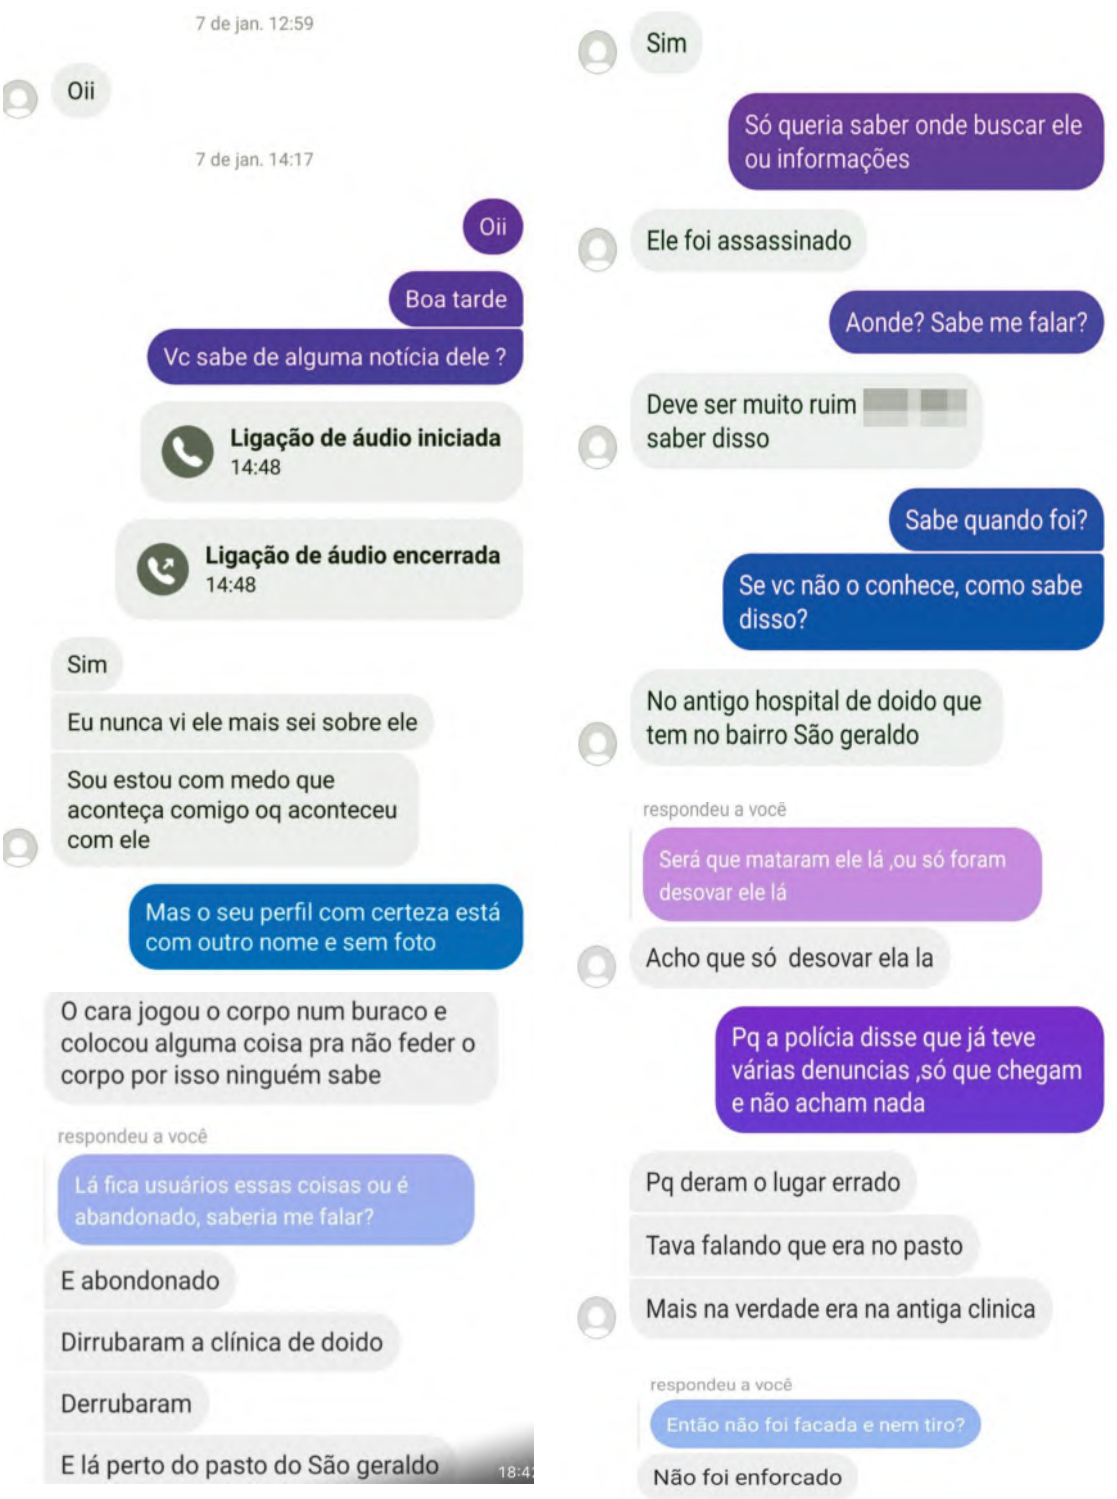 7 de jan. 12:59
Oii
7 de jan. 14:17
Oii
Boa tarde
Vc sabe de alguma notícia dele ?
Ligação de áudio iniciada
14:48
Ligação de áudio encerrada
14:48
Sim
Eu nunca vi ele mais sei sobre ele
Sou estou com medo que
aconteça comigo oq aconteceu
com ele
Mas o seu perfil com certeza está
com outro nome e sem foto
O cara jogou o corpo num buraco e
colocou alguma coisa pra não feder o
corpo por isso ninguém sabe
respondeu a você
Lá fica usuários essas coisas ou é
abandonado, saberia me falar?
E abondonado
Dirrubaram a clínica de doido
Derrubaram
E lá perto do pasto do São geraldo
Sim
Só queria saber onde buscar ele
ou informações
Ele foi assassinado
Aonde? Sabe me falar?
Deve ser muito ruim
saber disso
Sabe quando foi?
Se vc não o conhece, como sabe
disso?
No antigo hospital de doido que
tem no bairro São geraldo
respondeu a você
Será que mataram ele lá ,ou só foram
desovar ele lá
Acho que só desovar ela la
Pq a polícia disse que já teve
várias denuncias ,só que chegam
e não acham nada
Pq deram o lugar errado
Tava falando que era no pasto
Mais na verdade era na antiga clinica
respondeu a você
Então não foi facada e nem tiro?
Não foi enforcado